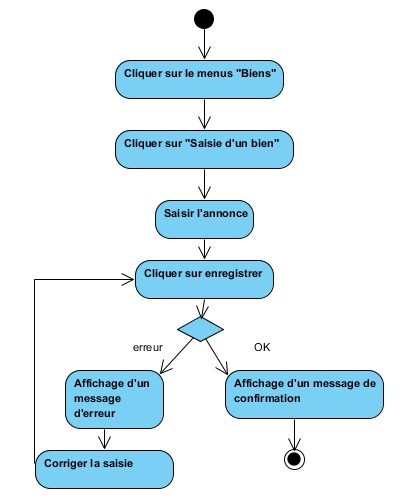 Cliquer sur le menus "Biens"
Cliquer sur "Saisie d'un bien"
Saisir l'annonce
Cliquer sur enregistrer
erreur
OK
Affichage d'un
message
d'erreur
Affichage d'un message de
confirmation
Corriger la saisie